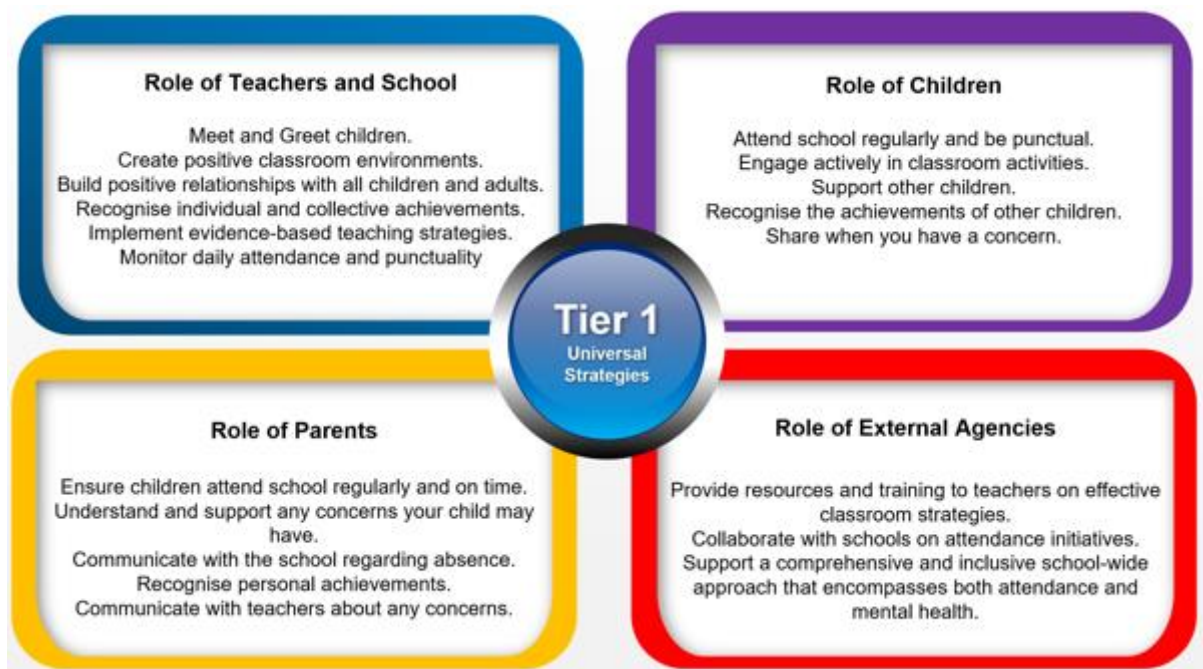 Role of Teachers and School
Meet and Greet children.
Create positive classroom environments.
Build positive relationships with all children and adults.
Recognise individual and collective achievements.
Implement evidence-based teaching strategies.
Monitor daily attendance and punctuality
Role of Children
Attend school regularly and be punctual.
Engage actively in classroom activities.
Support other children.
Recognise the achievements of other children.
Share when you have a concern.
Tier 1
Universal
Strategies
Role of Parents
Ensure children attend school regularly and on time.
Understand and support any concerns your child may
have.
Communicate with the school regarding absence.
Recognise personal achievements.
Communicate with teachers about any concerns.
Role of External Agencies
Provide resources and training to teachers on effective
classroom strategies.
Collaborate with schools on attendance initiatives.
Support a comprehensive and inclusive school-wide
approach that encompasses both attendance and
mental health.